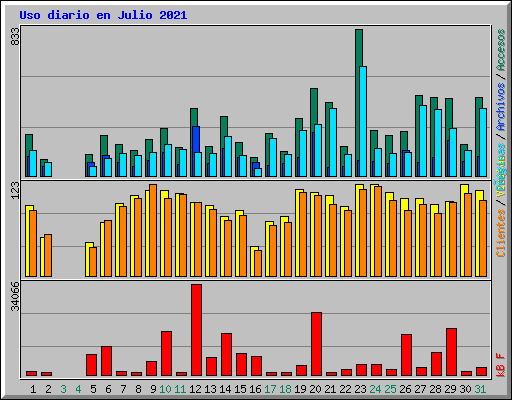 Uso diario en Julio 2021
833
123
34066
Accesos
/ Archivos /
Clientes /
kB F
1 2 3 4 5 6 7 8 9 10 11 12 13 14 15 16 17 18 19 20 21 22 23 24 25 26 27 28 29 30 31